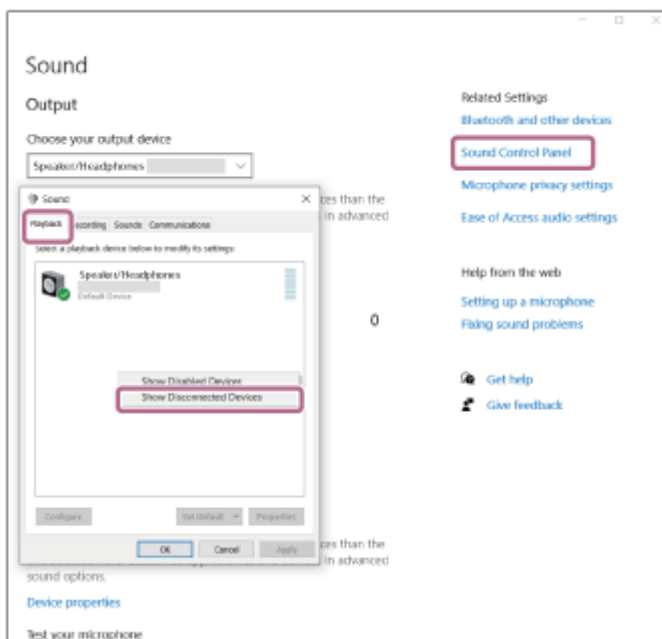 Sound
Output
Choose your output device
Speaker/Headphones
Sound
Playback
Recording
Sounds
Communications
Select a playback device below to modify its settings:
Speaker/Headphones
Default Device
Show Disabled Devices
Show Disconnected Devices
Configure
Set Default
Properties
OK
Cancel
Apply
ces than the
in advanced
0
ces than the
in advanced
sound options.
Device properties
Test your microphone
Related Settings
Bluetooth and other devices
Sound Control Panel
Microphone privacy settings
Ease of Access audio settings
Help from the web
Setting up a microphone
Fixing sound problems
Get help
Give feedback